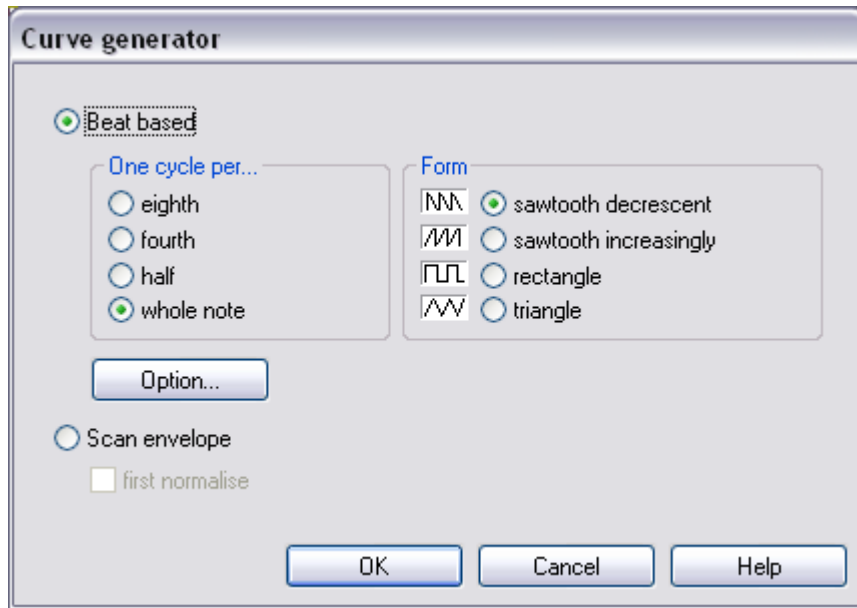 Curve generator
Beat based
One cycle per...
eighth
fourth
half
whole note
Form
sawtooth decrescent
sawtooth increasingly
rectangle
triangle
Option...
Scan envelope
first normalise
OK
Cancel
Help